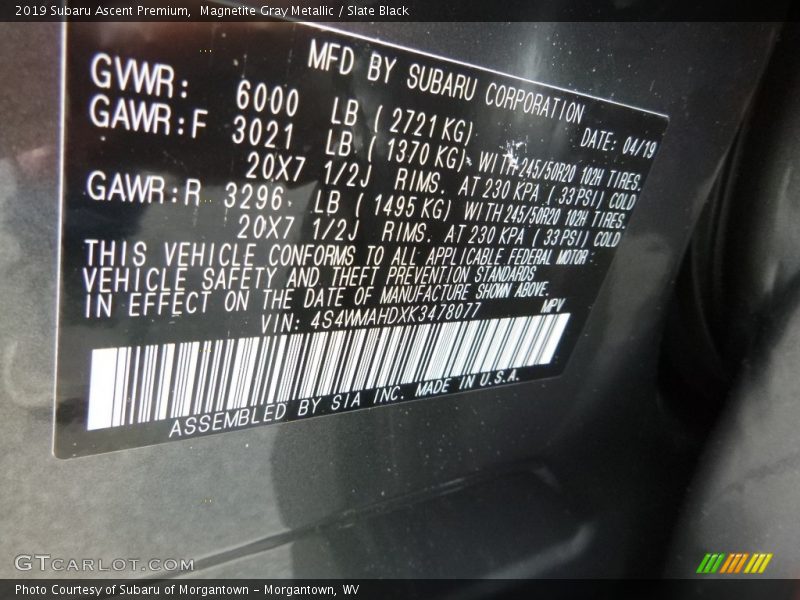 2019 Subaru Ascent Premium,  Magnetite Gray Metallic / Slate Black
MFD BY SUBARU CORPORATION
GVWR: 6000 LB ( 2721 KG) DATE: 04/19
GAWR:F 3021 LB ( 1370 KG) WITH 245/50R20 102H TIRES.
20X7 1/2J RIMS. AT 230 KPA ( 33PSI) COLD
GAWR:R 3296 LB ( 1495 KG) WITH 245/50R20 102H TIRES.
20X7 1/2J RIMS. AT 230 KPA ( 33PSI) COLD
THIS VEHICLE CONFORMS TO ALL APPLICABLE FEDERAL MOTOR
VEHICLE SAFETY AND THEFT PREVENTION STANDARDS
IN EFFECT ON THE DATE OF MANUFACTURE SHOWN ABOVE.
VIN: 4S4WMAHDXK3478077 MPV
ASSEMBLED BY SIA INC. MADE IN U.S.A.
GTCARLOT.COM
Photo Courtesy of Subaru of Morgantown - Morgantown, WV